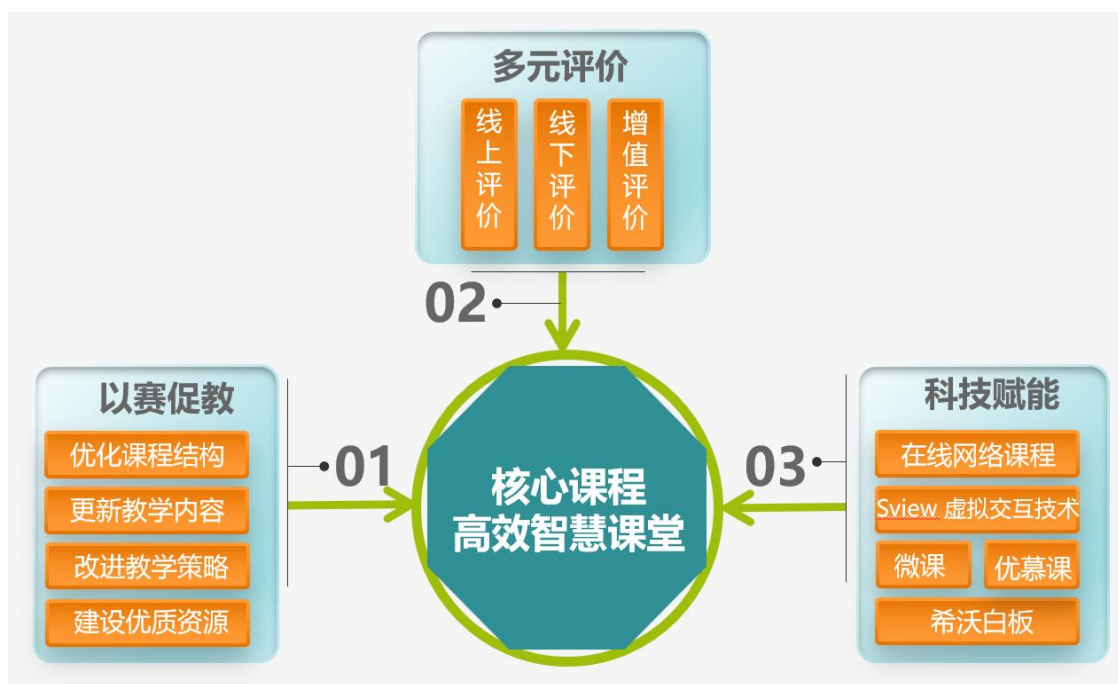 多元评价
线上评价
线下评价
增值评价
02
以赛促教
优化课程结构
更新教学内容
改进教学策略
建设优质资源
01
核心课程
高效智慧课堂
03
科技赋能
在线网络课程
Sview 虚拟交互技术
微课
优慕课
希沃白板